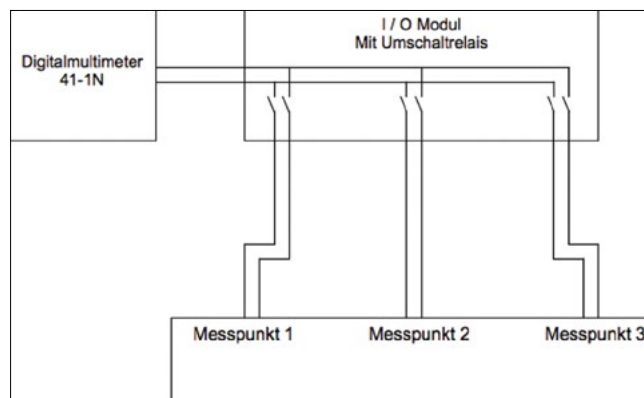 Digitalmultimeter
41-1N
I / O Modul
Mit Umschaltrelais
Messpunkt 1
Messpunkt 2
Messpunkt 3